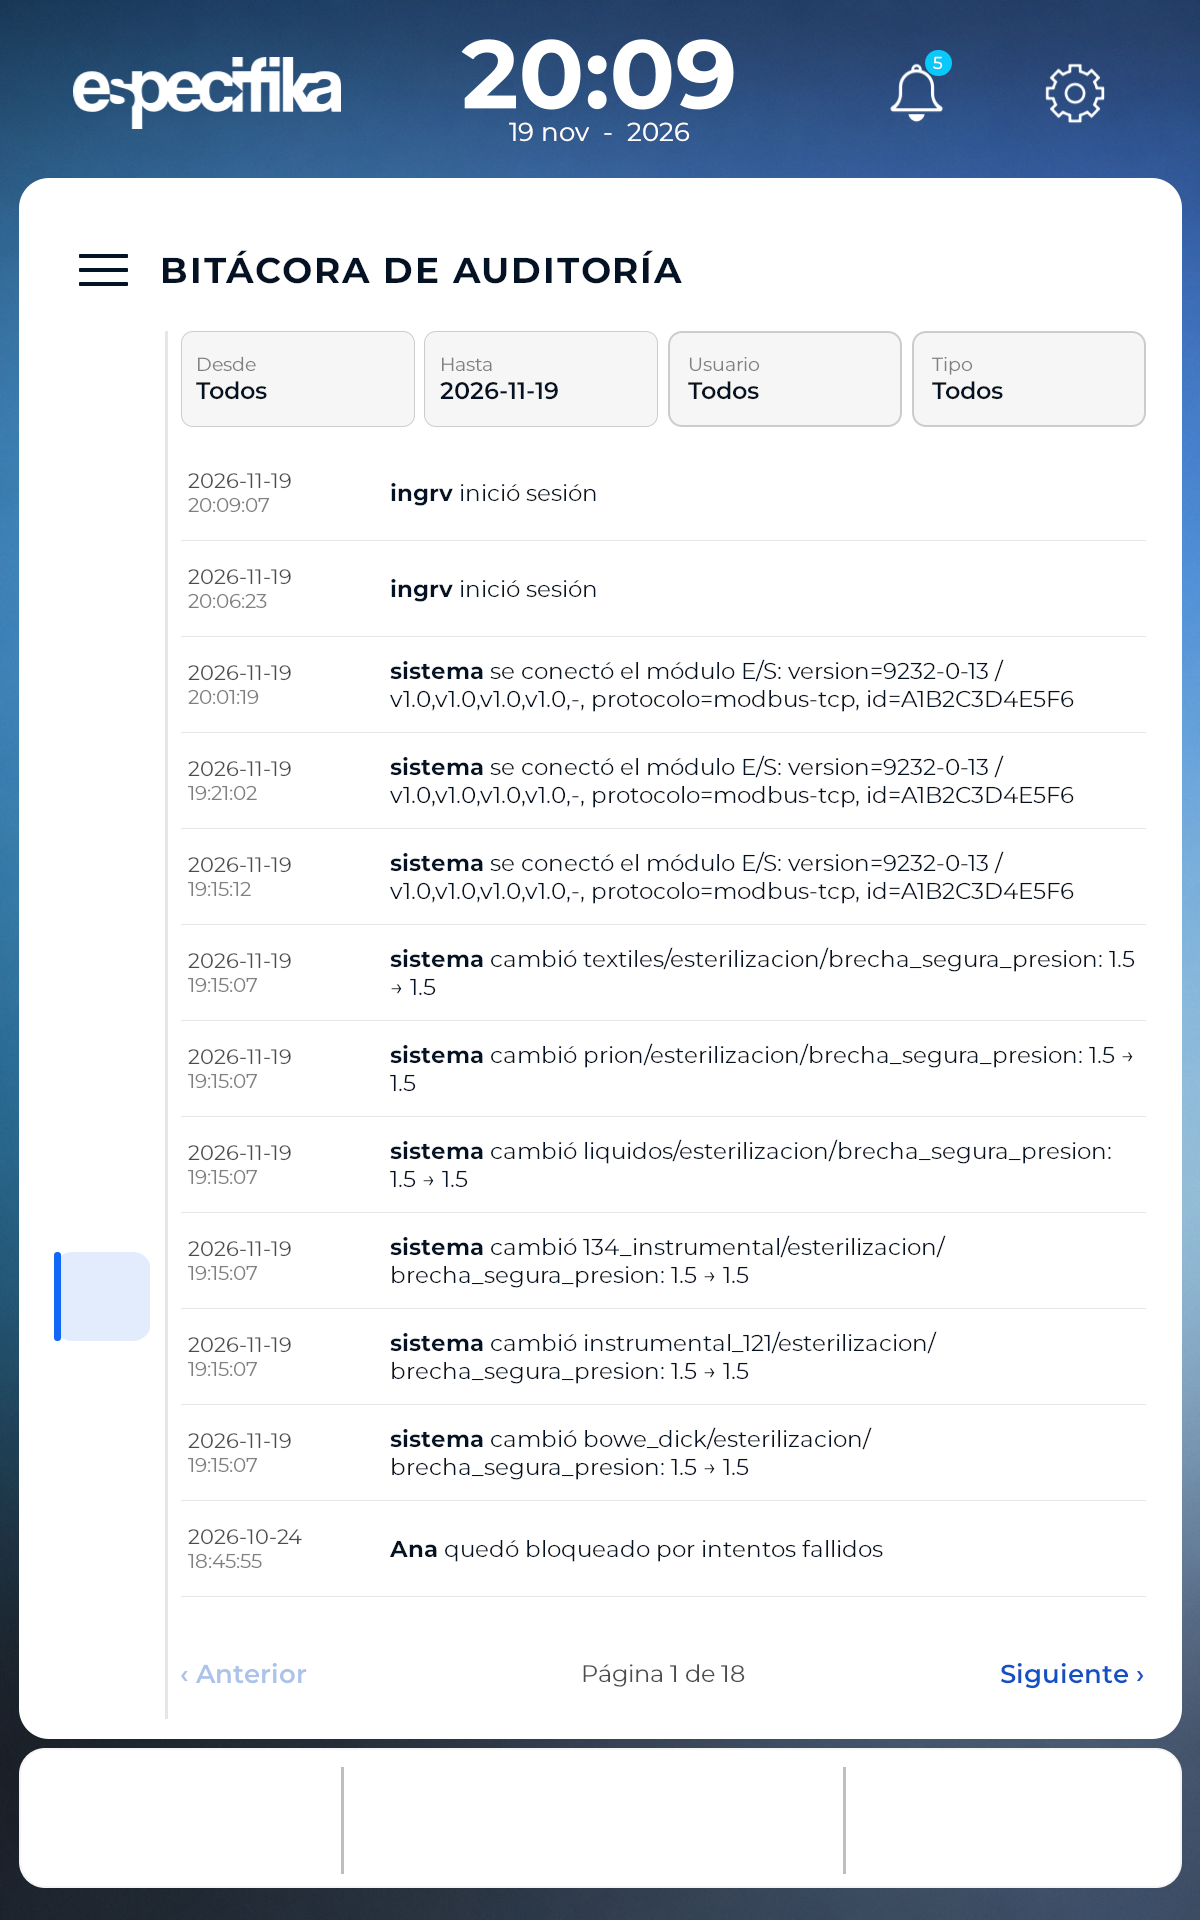 especifika
20:09
19 nov - 2026
5
BITÁCORA DE AUDITORÍA
Desde
Todos
Hasta
2026-11-19
Usuario
Todos
Tipo
Todos
2026-11-19
20:09:07
ingrv inició sesión
2026-11-19
20:06:23
ingrv inició sesión
2026-11-19
20:01:19
sistema se conectó el módulo E/S: version=9232-0-13 /
v1.0,v1.0,v1.0,v1.0,-, protocolo=modbus-tcp, id=A1B2C3D4E5F6
2026-11-19
19:21:02
sistema se conectó el módulo E/S: version=9232-0-13 /
v1.0,v1.0,v1.0,v1.0,-, protocolo=modbus-tcp, id=A1B2C3D4E5F6
2026-11-19
19:15:12
sistema se conectó el módulo E/S: version=9232-0-13 /
v1.0,v1.0,v1.0,v1.0,-, protocolo=modbus-tcp, id=A1B2C3D4E5F6
2026-11-19
19:15:07
sistema cambió textiles/esterilizacion/brecha_segura_presion: 1.5
→ 1.5
2026-11-19
19:15:07
sistema cambió prion/esterilizacion/brecha_segura_presion: 1.5 →
1.5
2026-11-19
19:15:07
sistema cambió liquidos/esterilizacion/brecha_segura_presion:
1.5 → 1.5
2026-11-19
19:15:07
sistema cambió 134_instrumental/esterilizacion/
brecha_segura_presion: 1.5 → 1.5
2026-11-19
19:15:07
sistema cambió instrumental_121/esterilizacion/
brecha_segura_presion: 1.5 → 1.5
2026-11-19
19:15:07
sistema cambió bowe_dick/esterilizacion/
brecha_segura_presion: 1.5 → 1.5
2026-10-24
18:45:55
Ana quedó bloqueado por intentos fallidos
‹ Anterior
Página 1 de 18
Siguiente ›